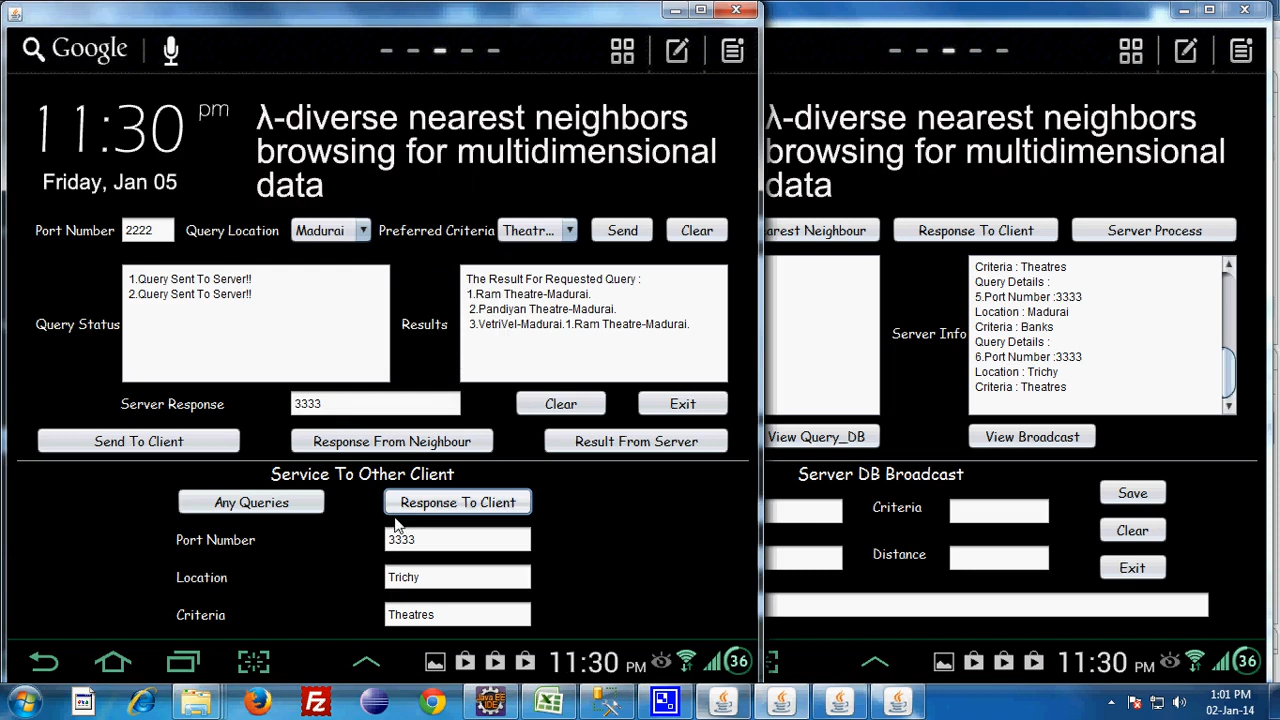 Google
11:30 pm
Friday, Jan 05
λ-diverse nearest neighbors
browsing for multidimensional
data
Port Number 2222 Query Location Madurai Preferred Criteria Theatr... Send Clear
Query Status
1.Query Sent To Server!!
2.Query Sent To Server!!
Results
The Result For Requested Query :
1.Ram Theatre-Madurai.
2.Pandiyan Theatre-Madurai.
3.VetriVel-Madurai.1.Ram Theatre-Madurai.
Server Response 3333 Clear Exit
Send To Client Response From Neighbour Result From Server
Service To Other Client
Any Queries Response To Client
Port Number 3333
Location Trichy
Criteria Theatres
11:30 PM 36
λ-diverse nearest neighbors
browsing for multidimensional
data
arest Neighbour Response To Client Server Process
Server Info
Criteria : Theatres
Query Details :
5.Port Number :3333
Location : Madurai
Criteria : Banks
Query Details :
6.Port Number :3333
Location : Trichy
Criteria : Theatres
View Query_DB View Broadcast
Server DB Broadcast
Criteria Save
Clear
Distance
Exit
11:30 PM 36
Java EE
IDE
1:01 PM
02-Jan-14